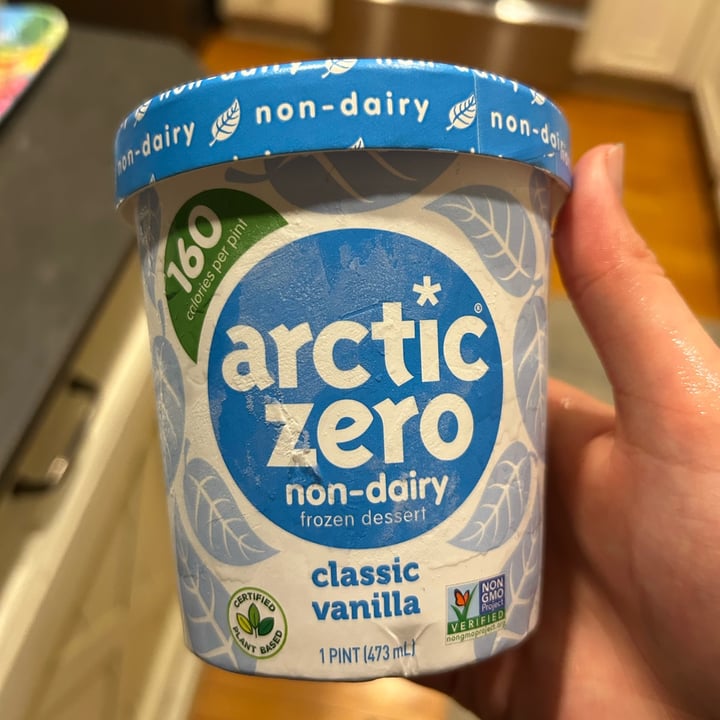 non-dairy
non-dairy
non-dairy
160
calories per pint
arctic*®
zero
non-dairy
frozen dessert
classic
vanilla
CERTIFIED
PLANT BASED
NON
GMO
Project
VERIFIED
nongmoproject.org
1 PINT (473 mL)